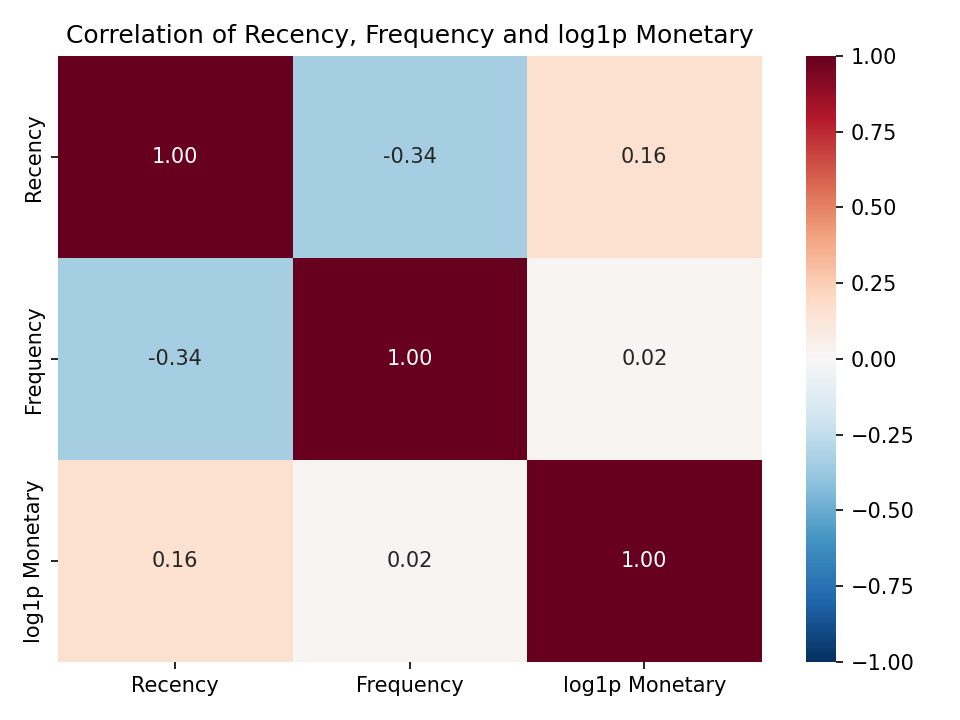 Correlation of Recency, Frequency and log1p Monetary
Recency
1.00
-0.34
0.16
Frequency
-0.34
1.00
0.02
log1p Monetary
0.16
0.02
1.00
Recency
Frequency
log1p Monetary
1.00
0.75
0.50
0.25
0.00
−0.25
−0.50
−0.75
−1.00